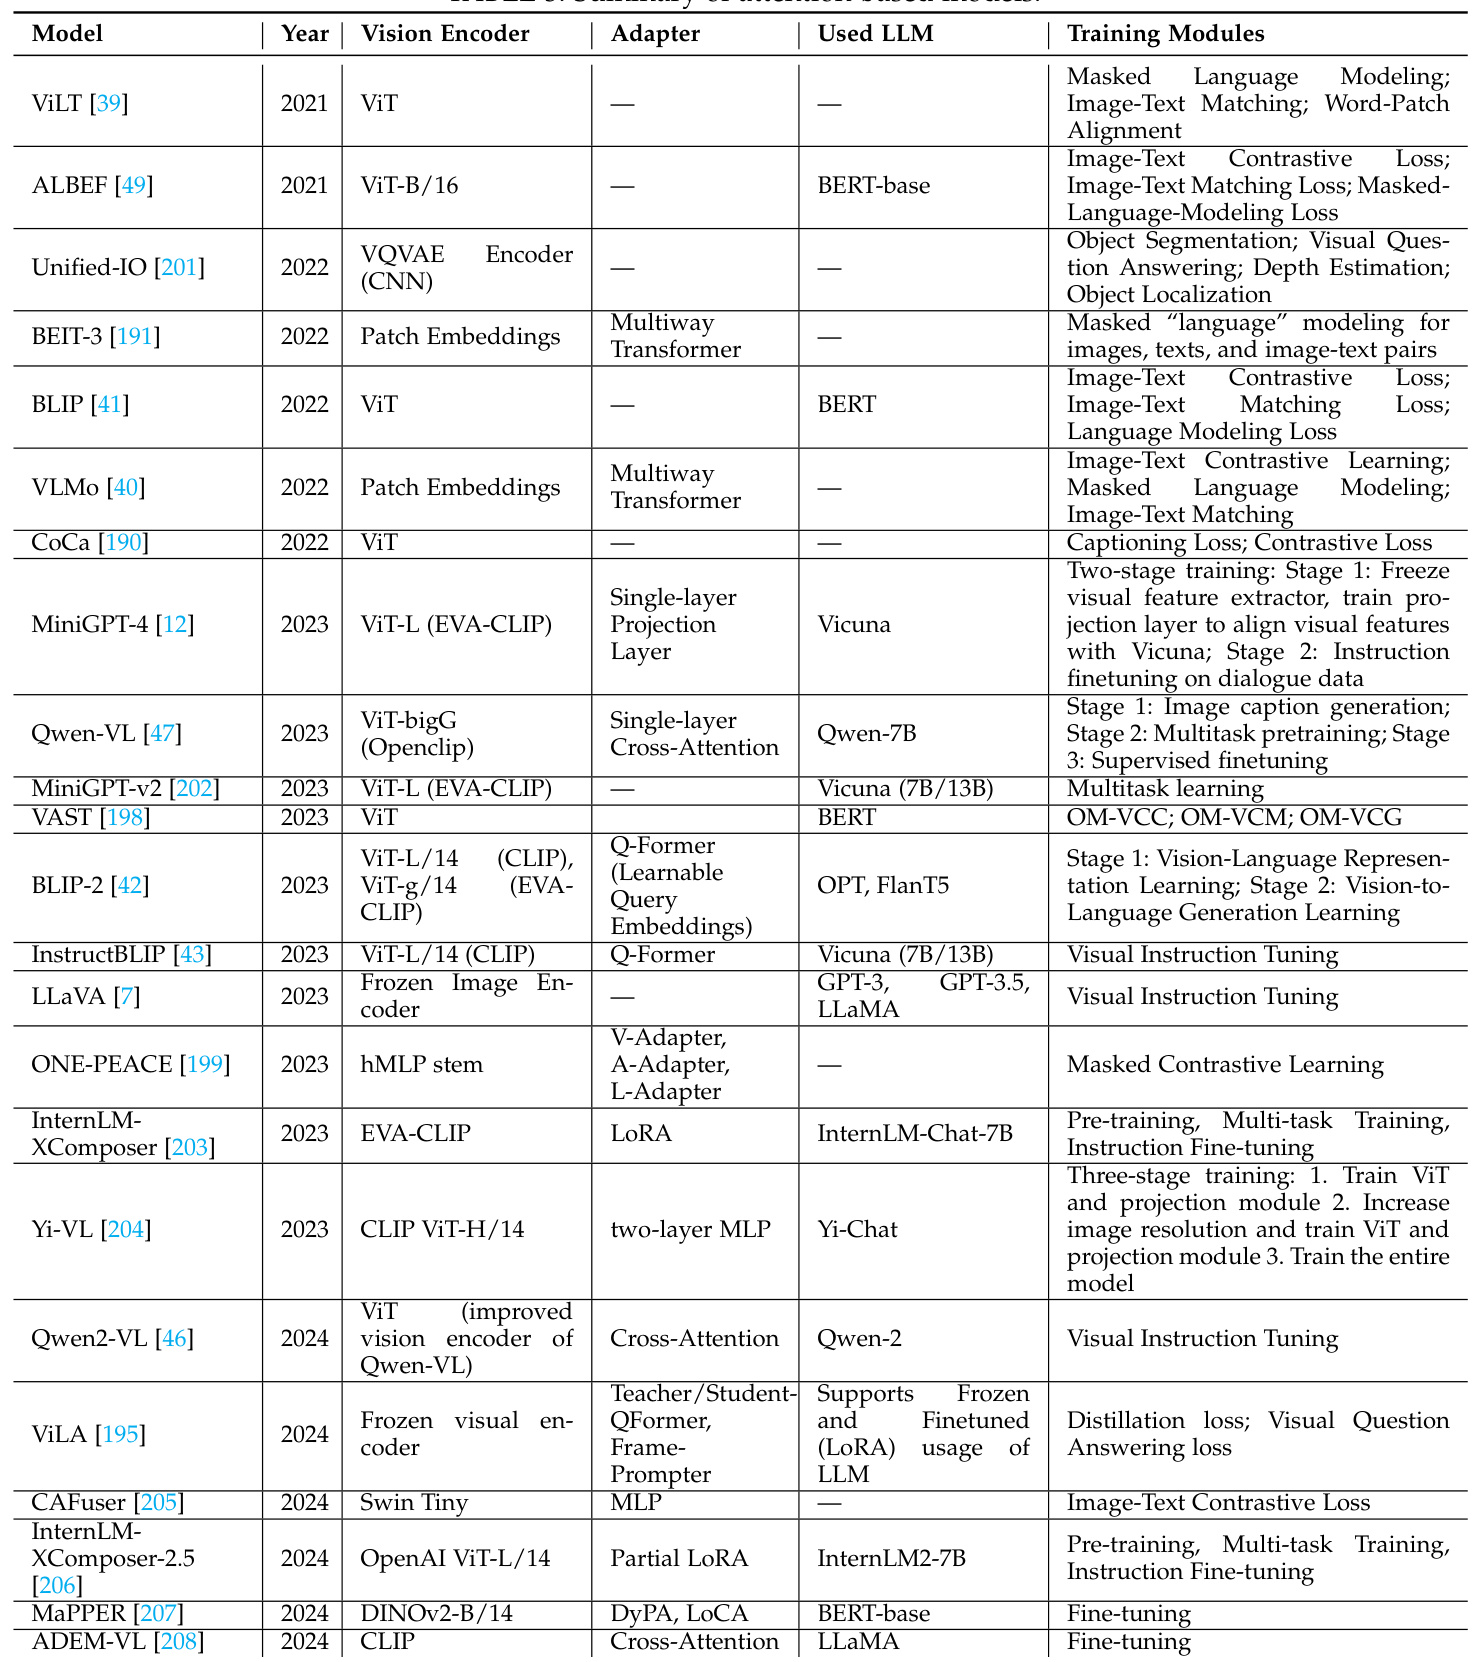 Model Year Vision Encoder Adapter Used LLM Training Modules
Masked Language Modeling;
ViLT [39] 2021 ViT — — Image-Text Matching; Word-Patch
Alignment
Image-Text Contrastive Loss;
ALBEF [49] 2021 ViT-B/16 — BERT-base Image-Text Matching Loss; Masked-
Language-Modeling Loss
Object Segmentation; Visual Ques-
Unified-IO [201] 2022 VQVAE Encoder (CNN) — — tion Answering; Depth Estimation;
Object Localization
BEIT-3 [191] 2022 Patch Embeddings Multiway Transformer — Masked “language” modeling for
images, texts, and image-text pairs
Image-Text Contrastive Loss;
BLIP [41] 2022 ViT — BERT Image-Text Matching Loss;
Language Modeling Loss
Image-Text Contrastive Learning;
VLMo [40] 2022 Patch Embeddings Multiway Transformer — Masked Language Modeling;
Image-Text Matching
CoCa [190] 2022 ViT — — Captioning Loss; Contrastive Loss
Two-stage training: Stage 1: Freeze
Single-layer visual feature extractor, train pro-
MiniGPT-4 [12] 2023 ViT-L (EVA-CLIP) Projection Vicuna jection layer to align visual features
Layer with Vicuna; Stage 2: Instruction
finetuning on dialogue data
Stage 1: Image caption generation;
Qwen-VL [47] 2023 ViT-bigG (Openclip) Single-layer Cross-Attention Qwen-7B Stage 2: Multitask pretraining; Stage
3: Supervised finetuning
MiniGPT-v2 [202] 2023 ViT-L (EVA-CLIP) — Vicuna (7B/13B) Multitask learning
VAST [198] 2023 ViT BERT OM-VCC; OM-VCM; OM-VCG
Q-Former
ViT-L/14 (CLIP), (Learnable Stage 1: Vision-Language Represen-
BLIP-2 [42] 2023 ViT-g/14 (EVA- Query OPT, FlanT5 tation Learning; Stage 2: Vision-to-
CLIP) Embeddings) Language Generation Learning
InstructBLIP [43] 2023 ViT-L/14 (CLIP) Q-Former Vicuna (7B/13B) Visual Instruction Tuning
LLaVA [7] 2023 Frozen Image En- — GPT-3, GPT-3.5, Visual Instruction Tuning
coder LLaMA
V-Adapter,
ONE-PEACE [199] 2023 hMLP stem A-Adapter, — Masked Contrastive Learning
L-Adapter
InternLM- Pre-training, Multi-task Training,
XComposer [203] 2023 EVA-CLIP LoRA InternLM-Chat-7B Instruction Fine-tuning
Three-stage training: 1. Train ViT
and projection module 2. Increase
Yi-VL [204] 2023 CLIP ViT-H/14 two-layer MLP Yi-Chat image resolution and train ViT and
projection module 3. Train the entire
model
ViT (improved
Qwen2-VL [46] 2024 vision encoder of Cross-Attention Qwen-2 Visual Instruction Tuning
Qwen-VL)
Teacher/Student- Supports Frozen
ViLA [195] 2024 Frozen visual en- QFormer, and Finetuned Distillation loss; Visual Question
coder Frame- (LoRA) usage of Answering loss
Prompter LLM
CAFuser [205] 2024 Swin Tiny MLP — Image-Text Contrastive Loss
InternLM- Pre-training, Multi-task Training,
XComposer-2.5 2024 OpenAI ViT-L/14 Partial LoRA InternLM2-7B Instruction Fine-tuning
[206]
MaPPER [207] 2024 DINOv2-B/14 DyPA, LoCA BERT-base Fine-tuning
ADEM-VL [208] 2024 CLIP Cross-Attention LLaMA Fine-tuning